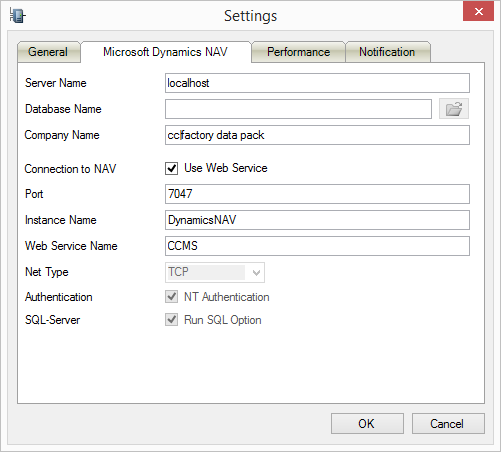 Settings
General Microsoft Dynamics NAV Performance Notification
Server Name localhost
Database Name
Company Name cc|factory data pack
Connection to NAV Use Web Service
Port 7047
Instance Name DynamicsNAV
Web Service Name CCMS
Net Type TCP
Authentication NT Authentication
SQL-Server Run SQL Option
OK Cancel